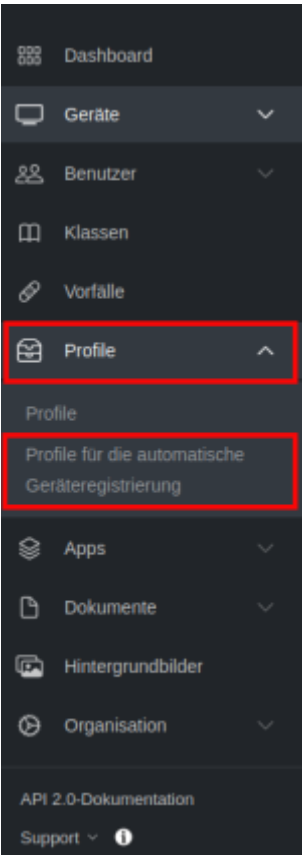 Dashboard
Geräte
Benutzer
Klassen
Vorfälle
Profile
Profile
Profile für die automatische
Geräteregistrierung
Apps
Dokumente
Hintergrundbilder
Organisation
API 2.0-Dokumentation
Support